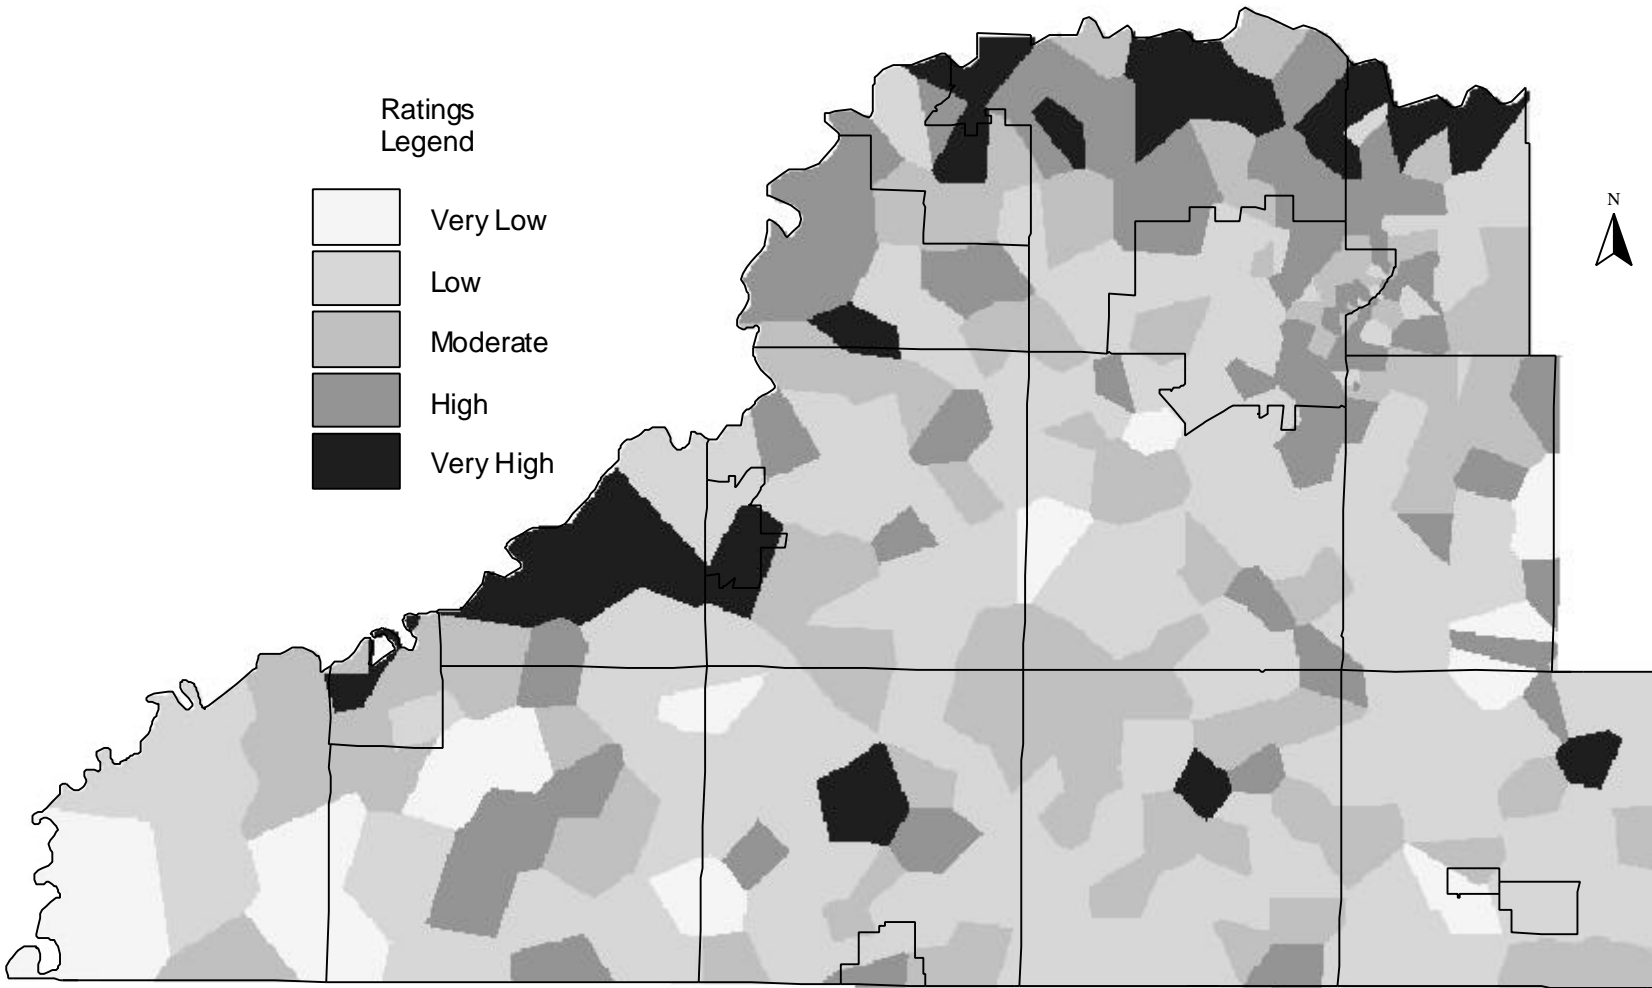 Ratings
Legend
Very Low
Low
Moderate
High
Very High
N